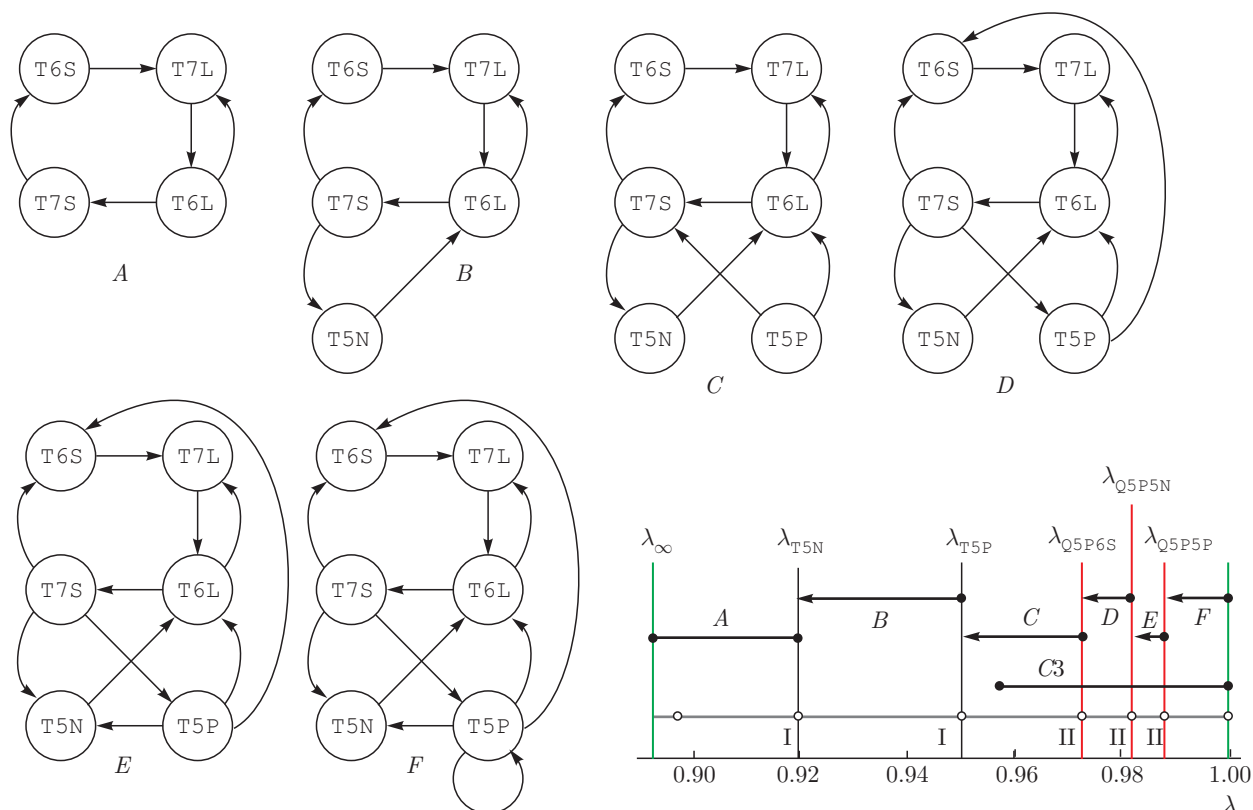 T6S T7L T6S T7L T6S T7L T6S T7L
T7S T6L T7S T6L T7S T6L T7S T6L
A B
T5N T5N T5P T5N T5P
C D
T6S T7L T6S T7L
λQ5P5N
λ∞ λT5N λT5P λQ5P6S λQ5P5P
T7S T6L T7S T6L
A B C D E F
C3
T5N T5P T5N T5P
I I II II II
E F
0.90 0.92 0.94 0.96 0.98 1.00
λ